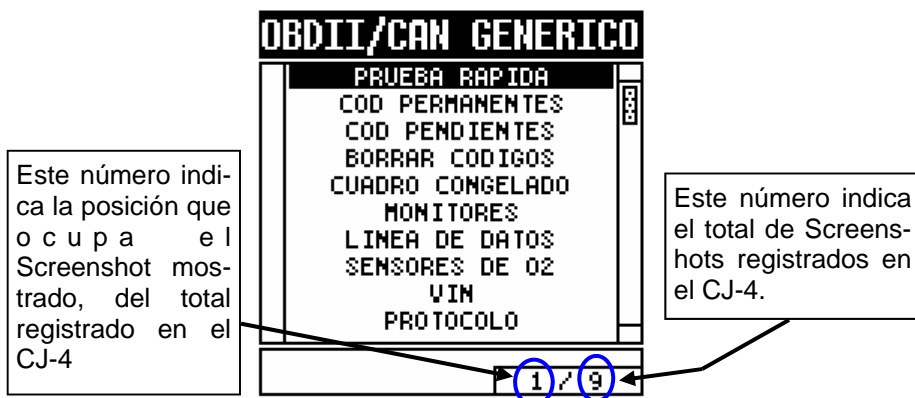 OBDII/CAN GENERICO
PRUEBA RAPIDA
COD PERMANENTES
COD PENDIENTES
BORRAR CODIGOS
CUADRO CONGELADO
MONITORES
LINEA DE DATOS
SENSORES DE O2
VIN
PROTOCOLO
1 / 9
Este número indi-
ca la posición que
ocupa el
Screenshot mos-
trado, del total
registrado en el
CJ-4
Este número indica
el total de Screens-
hots registrados en
el CJ-4.